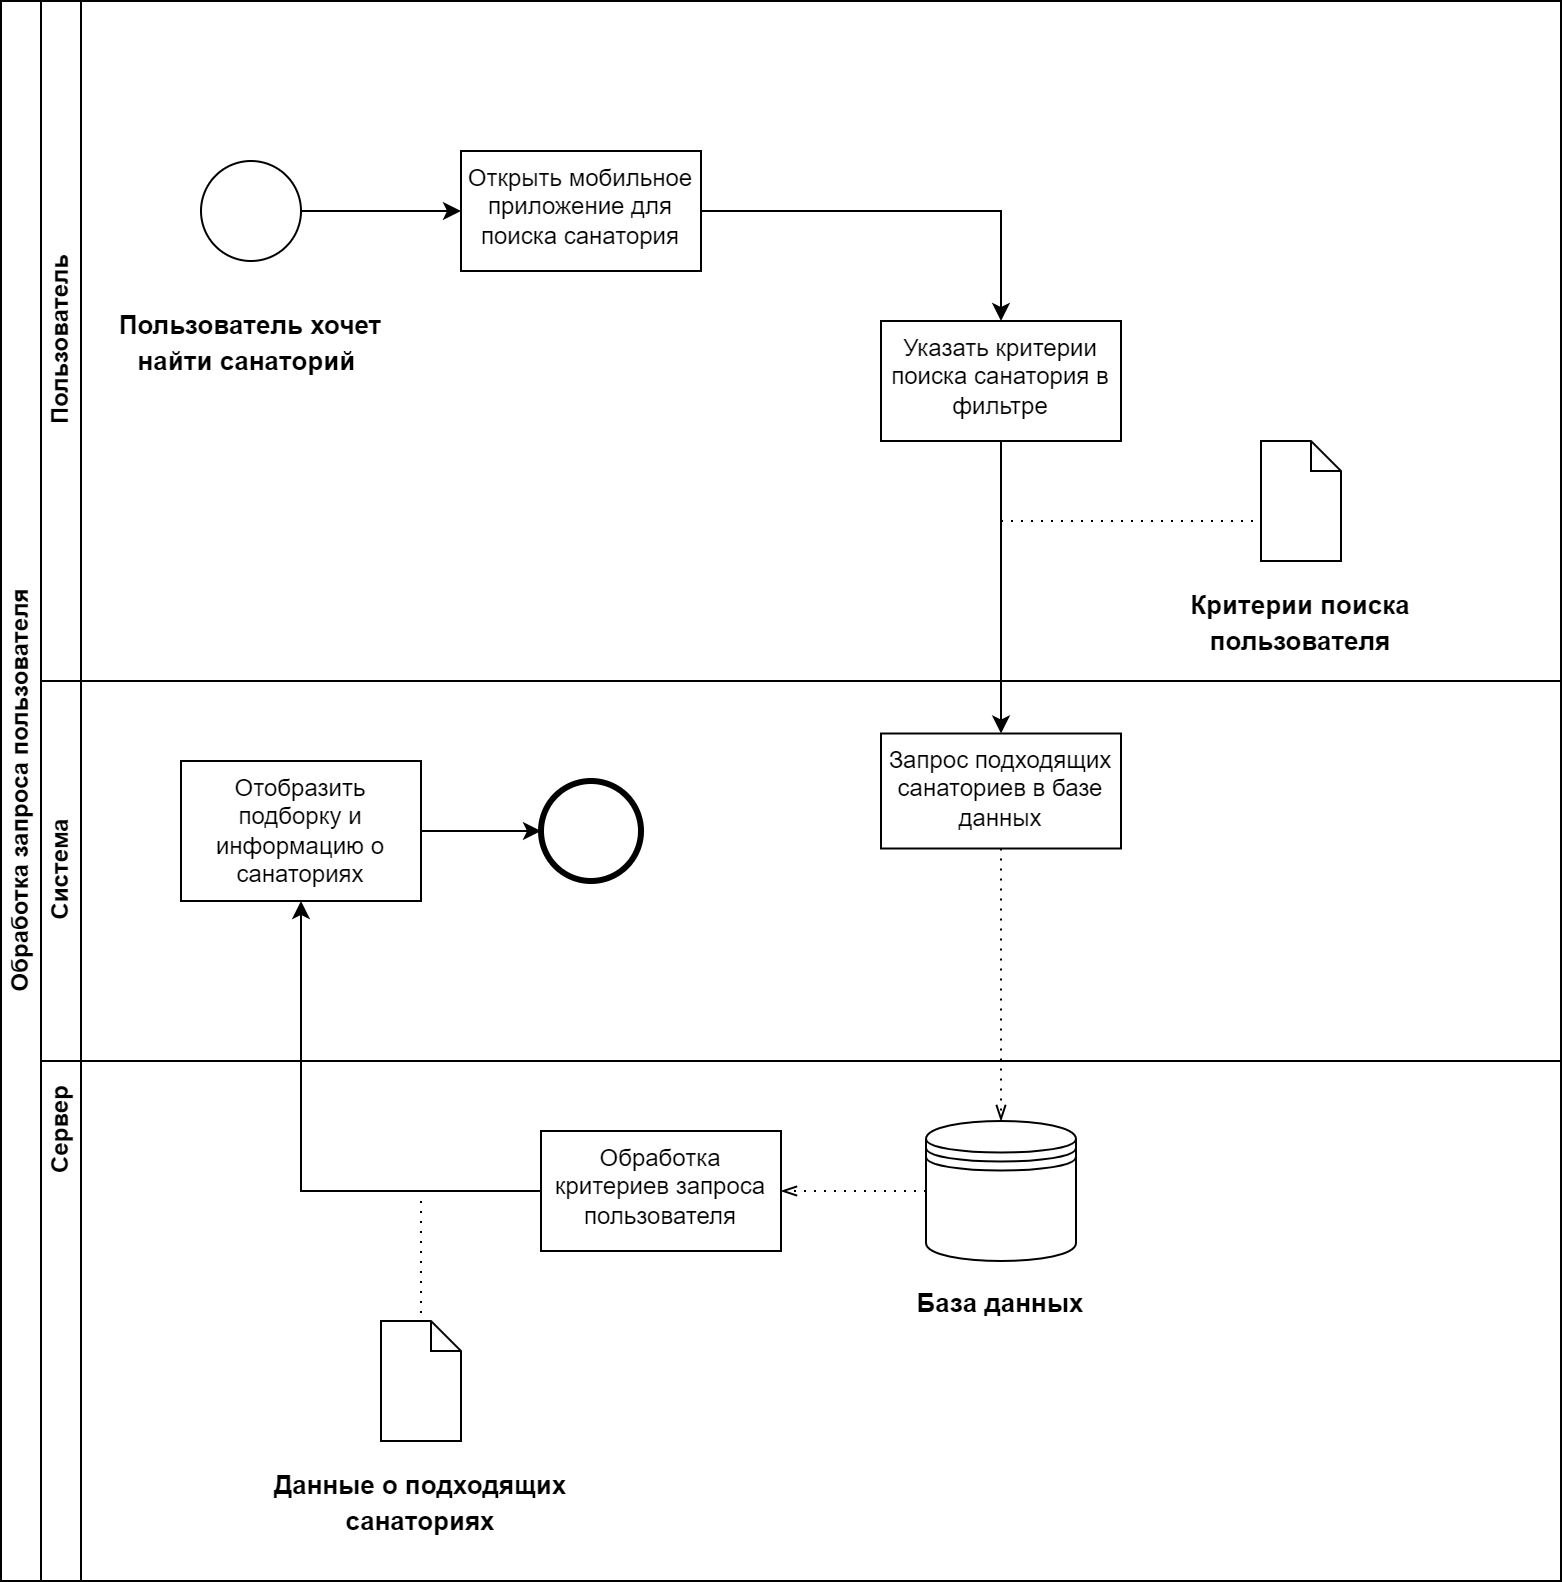 Обработка запроса пользователя
Пользователь
Открыть мобильное
приложение для
поиска санатория
Пользователь хочет
найти санаторий
Указать критерии
поиска санатория в
фильтре
Критерии поиска
пользователя
Система
Отобразить
подборку и
информацию о
санаториях
Запрос подходящих
санаториев в базе
данных
Сервер
Обработка
критериев запроса
пользователя
База данных
Данные о подходящих
санаториях